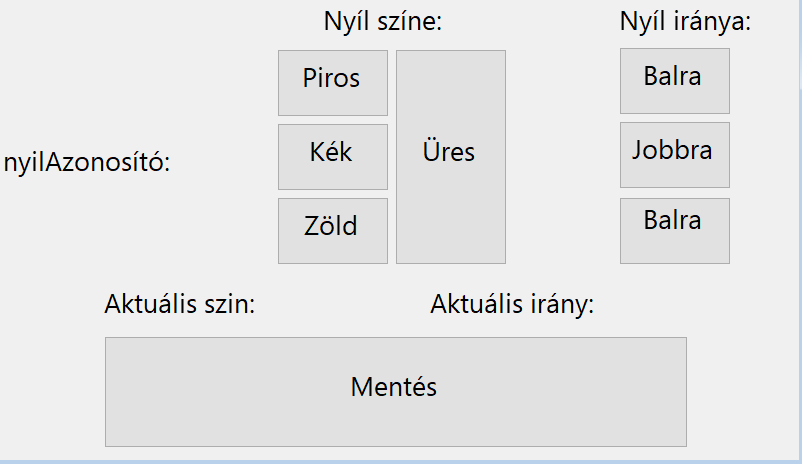 Nyíl színe:
Nyíl iránya:
Piros
Balra
nyilAzonosító:
Kék
Üres
Jobbra
Zöld
Balra
Aktuális szin:
Aktuális irány:
Mentés